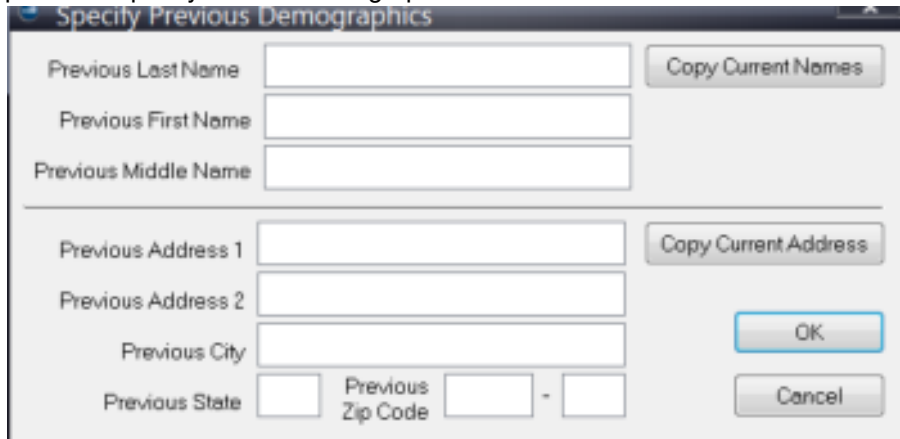 Specify Previous Demographics
Previous Last Name Copy Current Names
Previous First Name
Previous Middle Name
Previous Address 1 Copy Current Address
Previous Address 2
OK
Previous City
Previous State Previous Zip Code -
Cancel